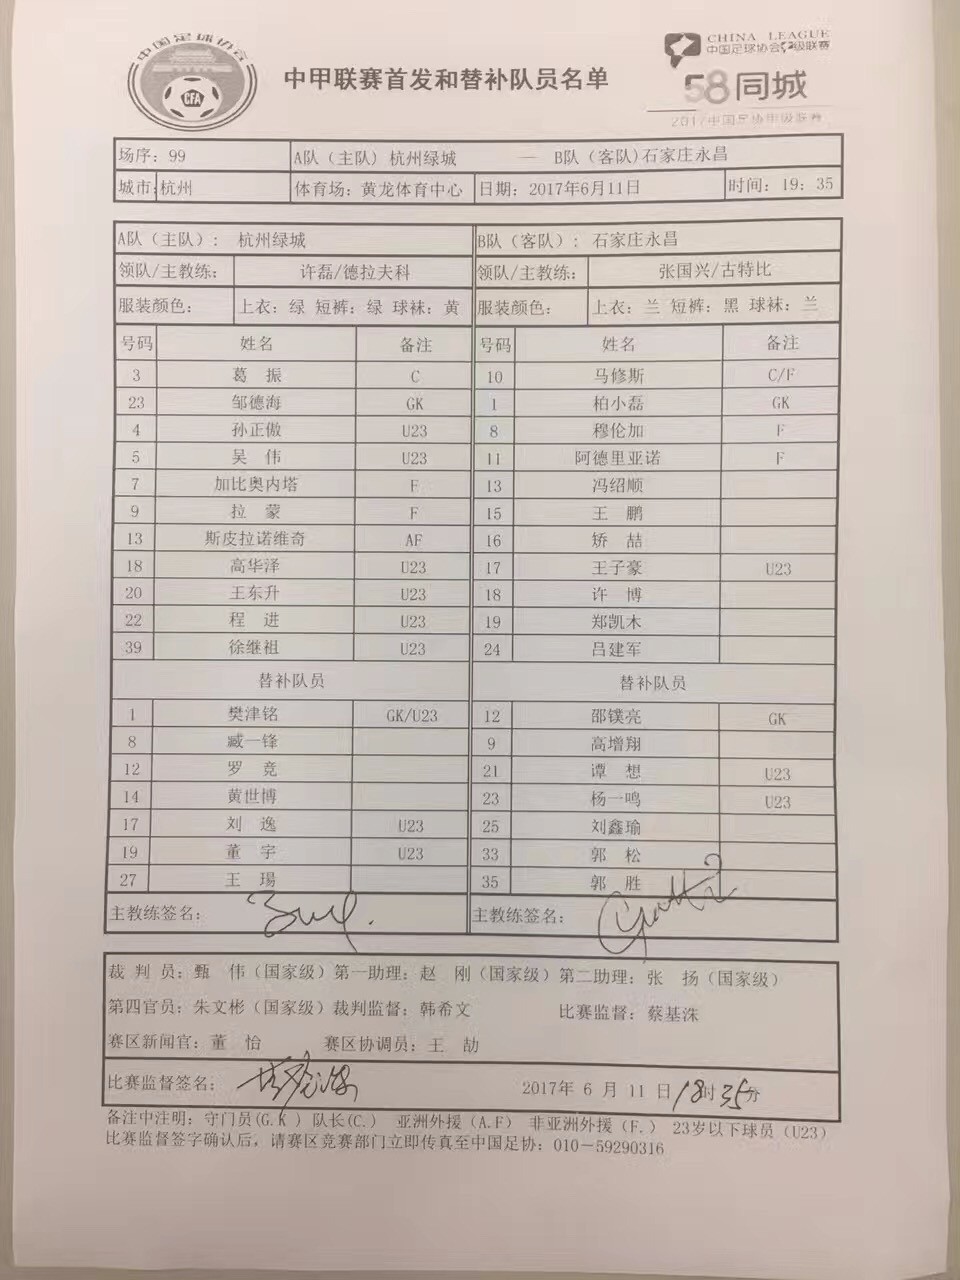 中国足球协会
CFA
中甲联赛首发和替补队员名单
CHINA LEAGUE
中国足球协会甲级联赛
58同城
2017中国足协甲级联赛
场序：99 A队（主队）杭州绿城 — B队（客队)石家庄永昌
城市:杭州 体育场：黄龙体育中心 日期：2017年6月11日 时间：19：35
A队（主队）： 杭州绿城 B队（客队）： 石家庄永昌
领队/主教练： 许磊/德拉夫科 领队/主教练： 张国兴/古特比
服装颜色： 上衣：绿 短裤：绿 球袜：黄 服装颜色： 上衣：兰 短裤：黑 球袜：兰
号码 姓名 备注 号码 姓名 备注
3 葛 振 C 10 马修斯 C/F
23 邹德海 GK 1 柏小磊 GK
4 孙正傲 U23 8 穆伦加 F
5 吴 伟 U23 11 阿德里亚诺 F
7 加比奥内塔 F 13 冯绍顺
9 拉 蒙 F 15 王 鹏
13 斯皮拉诺维奇 AF 16 矫 喆
18 高华泽 U23 17 王子豪 U23
20 王东升 U23 18 许 博
22 程 进 U23 19 郑凯木
39 徐继祖 U23 24 吕建军
替补队员 替补队员
1 樊津铭 GK/U23 12 邵镤亮 GK
8 臧一锋 9 高增翔
12 罗 竞 21 谭 想 U23
14 黄世博 23 杨一鸣 U23
17 刘 逸 U23 25 刘鑫瑜
19 董 宇 U23 33 郭 松
27 王 瑒 35 郭 胜
主教练签名： 主教练签名：
裁 判 员：甄 伟（国家级）第一助理：赵 刚（国家级）第二助理：张 扬（国家级）
第四官员：朱文彬（国家级）裁判监督：韩希文 比赛监督：蔡基洙
赛区新闻官：董 怡 赛区协调员：王 劼
比赛监督签名： 2017年 6 月 11 日 18时35分
备注中注明：守门员(G.K ) 队长(C.) 亚洲外援（A.F） 非亚洲外援（F.） 23岁以下球员（U23）
比赛监督签字确认后，请赛区竞赛部门立即传真至中国足协：010－59290316